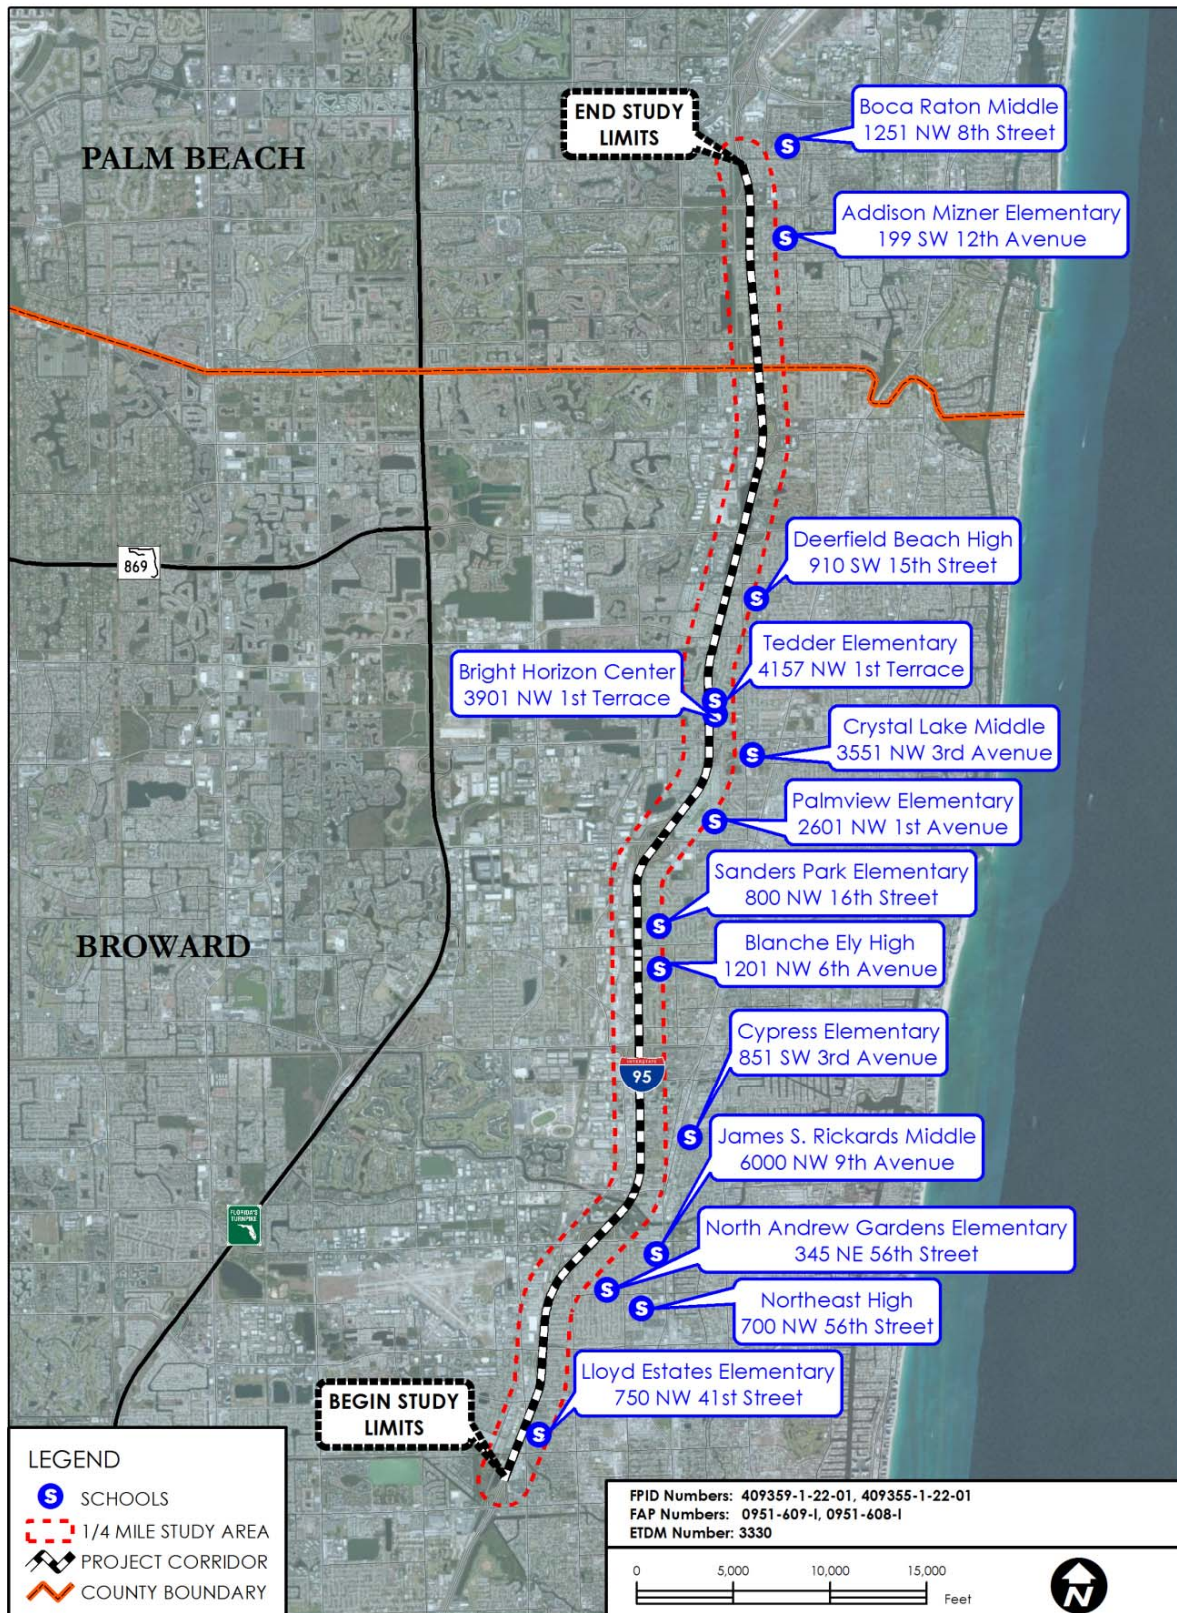 END STUDY
LIMITS
Boca Raton Middle
1251 NW 8th Street
PALM BEACH
Addison Mizner Elementary
199 SW 12th Avenue
Deerfield Beach High
910 SW 15th Street
869
Tedder Elementary
4157 NW 1st Terrace
Bright Horizon Center
3901 NW 1st Terrace
Crystal Lake Middle
3551 NW 3rd Avenue
Palmview Elementary
2601 NW 1st Avenue
Sanders Park Elementary
800 NW 16th Street
BROWARD
Blanche Ely High
1201 NW 6th Avenue
Cypress Elementary
851 SW 3rd Avenue
INTERSTATE
95
James S. Rickards Middle
6000 NW 9th Avenue
FLORIDA'S
TURNPIKE
North Andrew Gardens Elementary
345 NE 56th Street
Northeast High
700 NW 56th Street
Lloyd Estates Elementary
750 NW 41st Street
BEGIN STUDY
LIMITS
LEGEND
S SCHOOLS
1/4 MILE STUDY AREA
PROJECT CORRIDOR
COUNTY BOUNDARY
FPID Numbers: 409359-1-22-01, 409355-1-22-01
FAP Numbers: 0951-609-I, 0951-608-I
ETDM Number: 3330
0 5,000 10,000 15,000
Feet
N